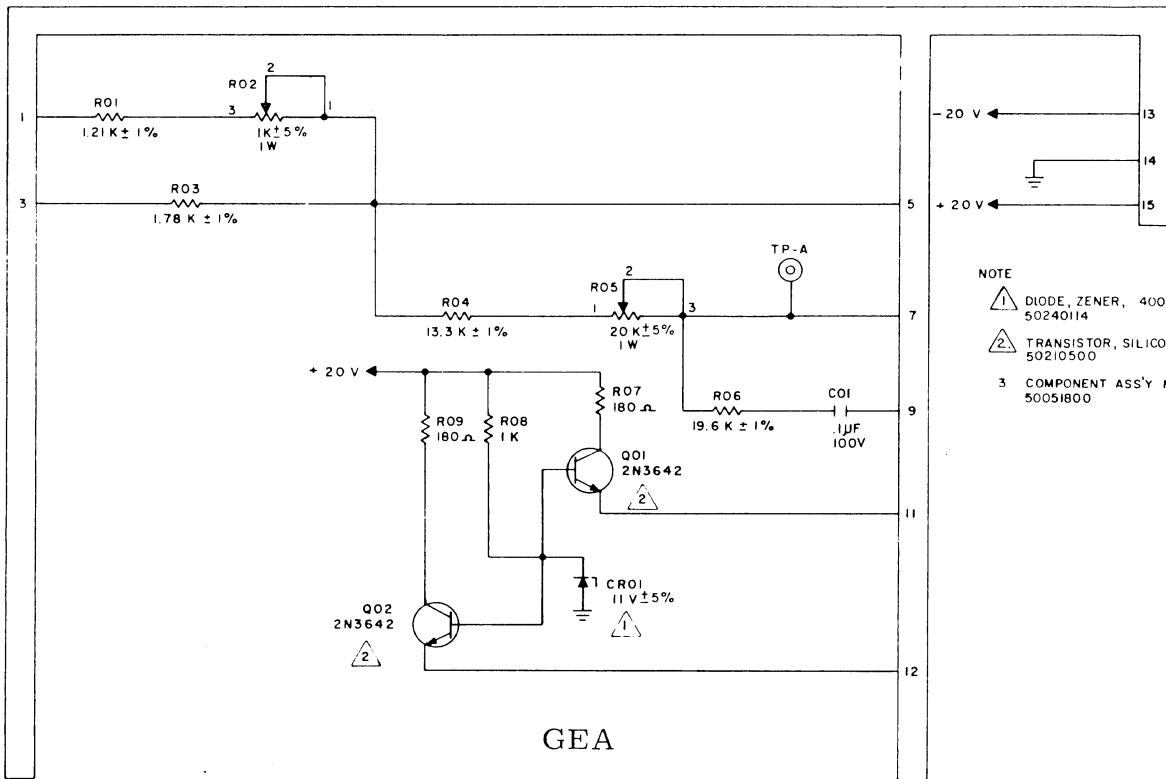 2
R02
R01
3
1
1
1.21 K ± 1%
1K ± 5%
1W
R03
3
1.78 K ± 1%
5
TP-A
2
R05
R04
1
3
7
13.3 K ± 1%
20 K ± 5%
1W
+ 20 V
R07
180 Ω
R06
C01
9
19.6 K ± 1%
.1µF
100V
R09
180 Ω
R08
1 K
Q01
2N3642
2
11
CR01
11 V ± 5%
1
Q02
2N3642
2
12
GEA
- 20 V
13
14
+ 20 V
15
NOTE
1 DIODE, ZENER, 400
50240114
2. TRANSISTOR, SILICO
50210500
3 COMPONENT ASS'Y
50051800